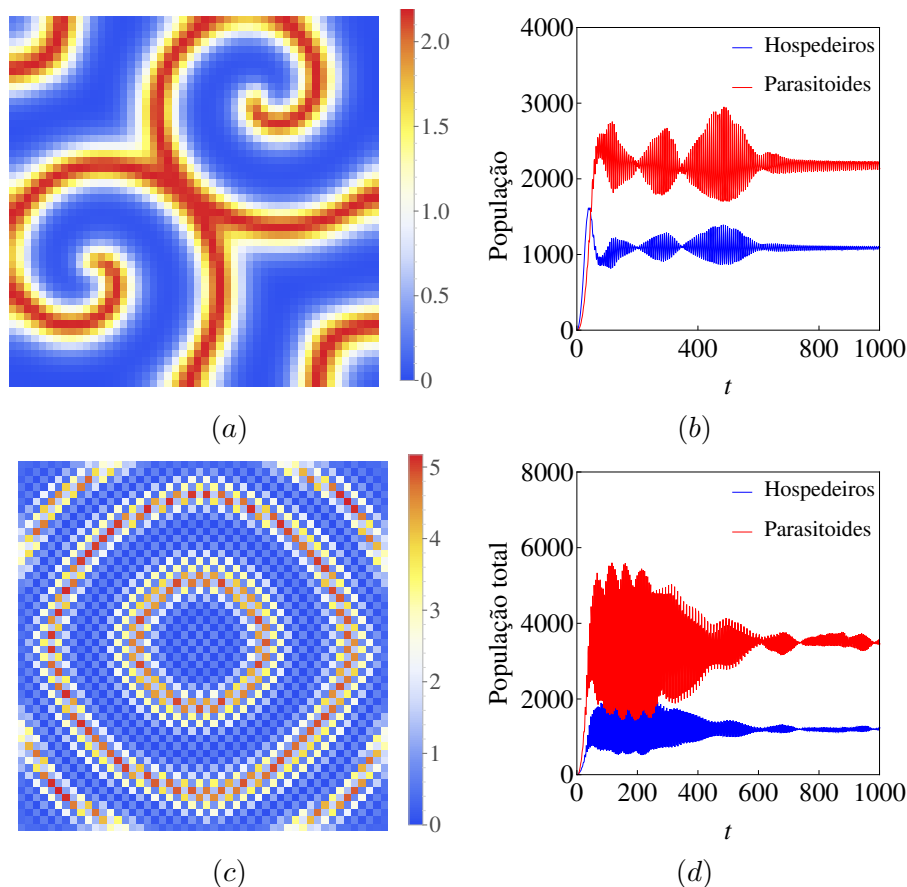 2.0
1.5
1.0
0.5
0
(a)
4000
3000
2000
1000
0
População
Hospedeiros
Parasitoides
0 400 800 1000
t
(b)
5
4
3
2
1
0
(c)
8000
6000
4000
2000
0
População total
Hospedeiros
Parasitoides
0 200 400 600 800 1000
t
(d)